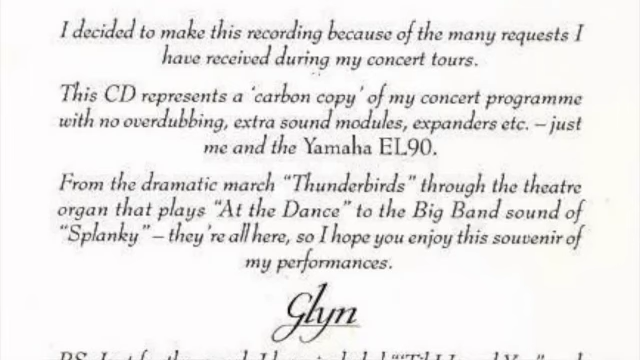 I decided to make this recording because of the many requests I
have received during my concert tours.
This CD represents a 'carbon copy' of my concert programme
with no overdubbing, extra sound modules, expanders etc. – just
me and the Yamaha EL90.
From the dramatic march "Thunderbirds" through the theatre
organ that plays "At the Dance" to the Big Band sound of
"Splanky" – they're all here, so I hope you enjoy this souvenir of
my performances.
Glyn